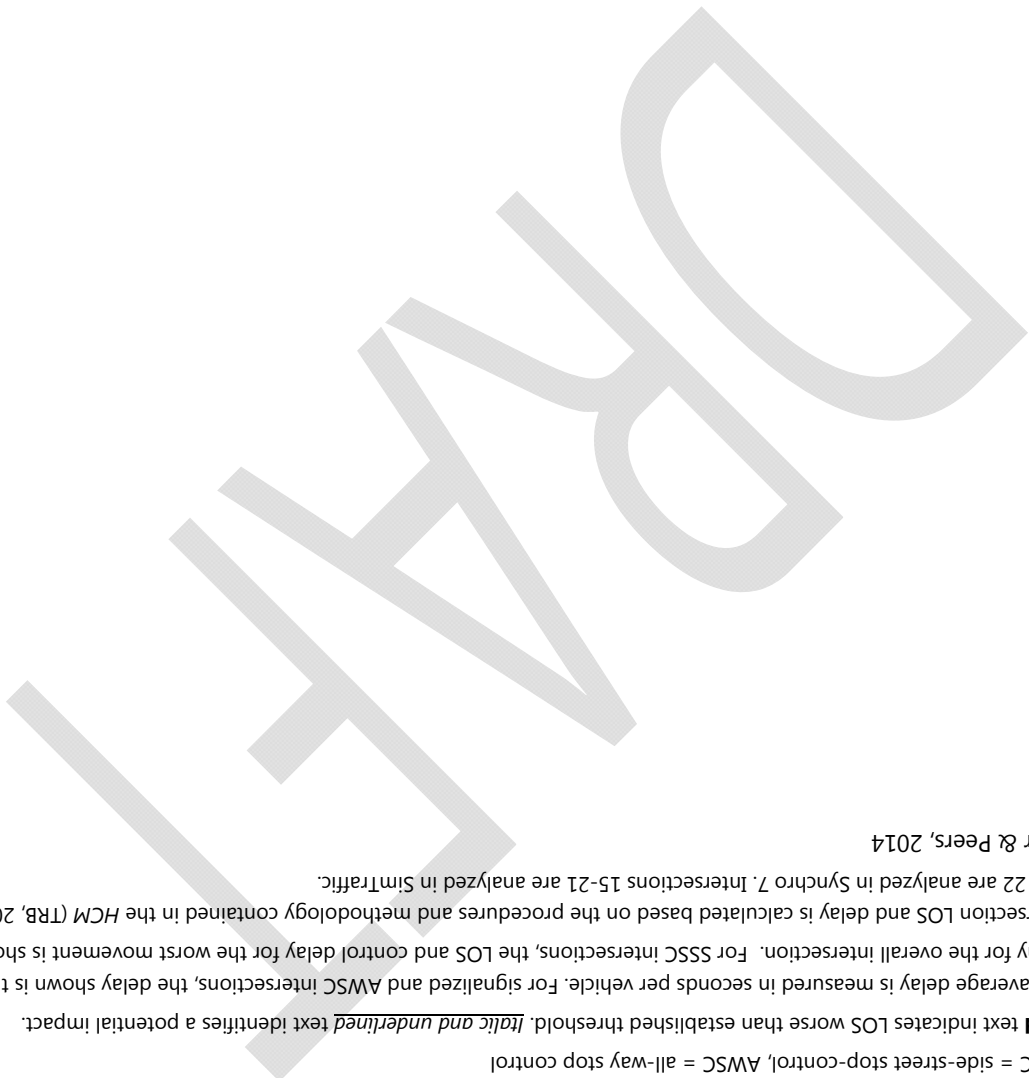 = side-street stop-control, AWSC = all-way stop control
text indicates LOS worse than established threshold. Italic and underlined text identifies a potential impact.
average delay is measured in seconds per vehicle. For signalized and AWSC intersections, the delay shown is
for the overall intersection. For SSSC intersections, the LOS and control delay for the worst movement is
LOS and delay is calculated based on the procedures and methodology contained in the HCM (TRB,
22 are analyzed in Synchro 7. Intersections 15-21 are analyzed in SimTraffic.
& Peers, 2014
DRAFT